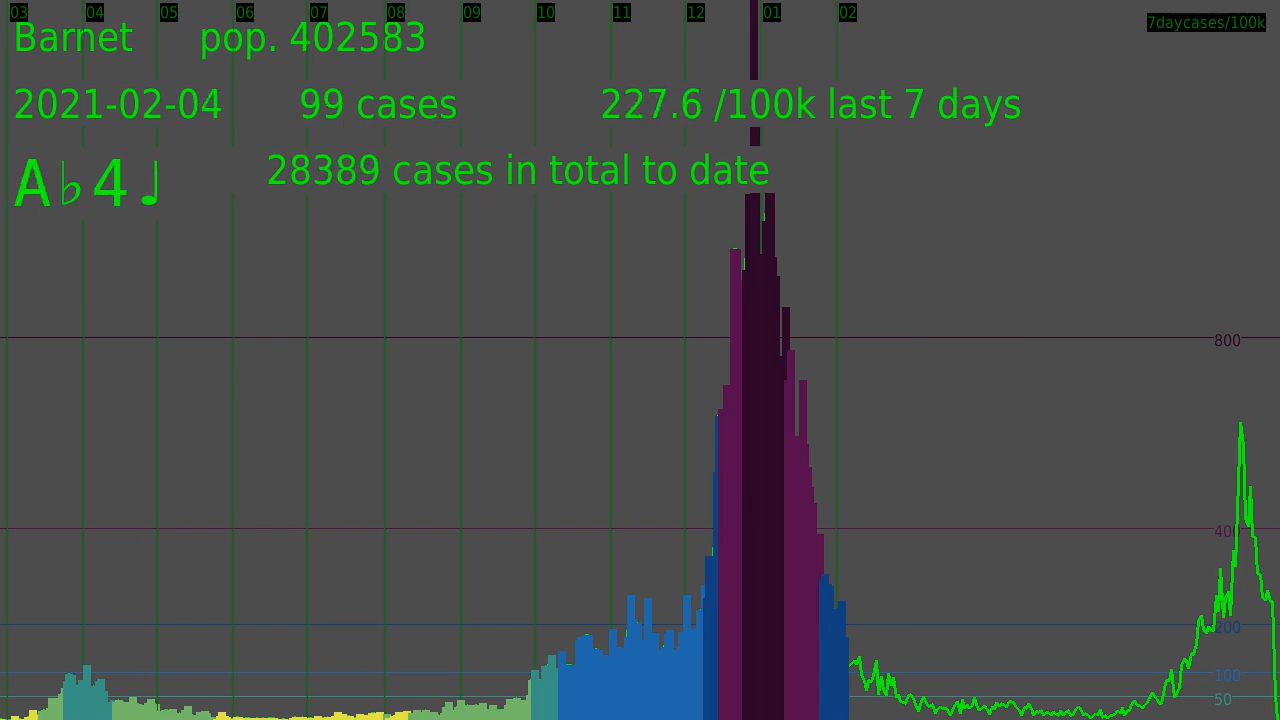 03 04 05 06 07 08 09 10 11 12 01 02
7daycases/100k
Barnet pop. 402583
2021-02-04 99 cases 227.6 /100k last 7 days
A♭4♩ 28389 cases in total to date
800
400
200
100
50